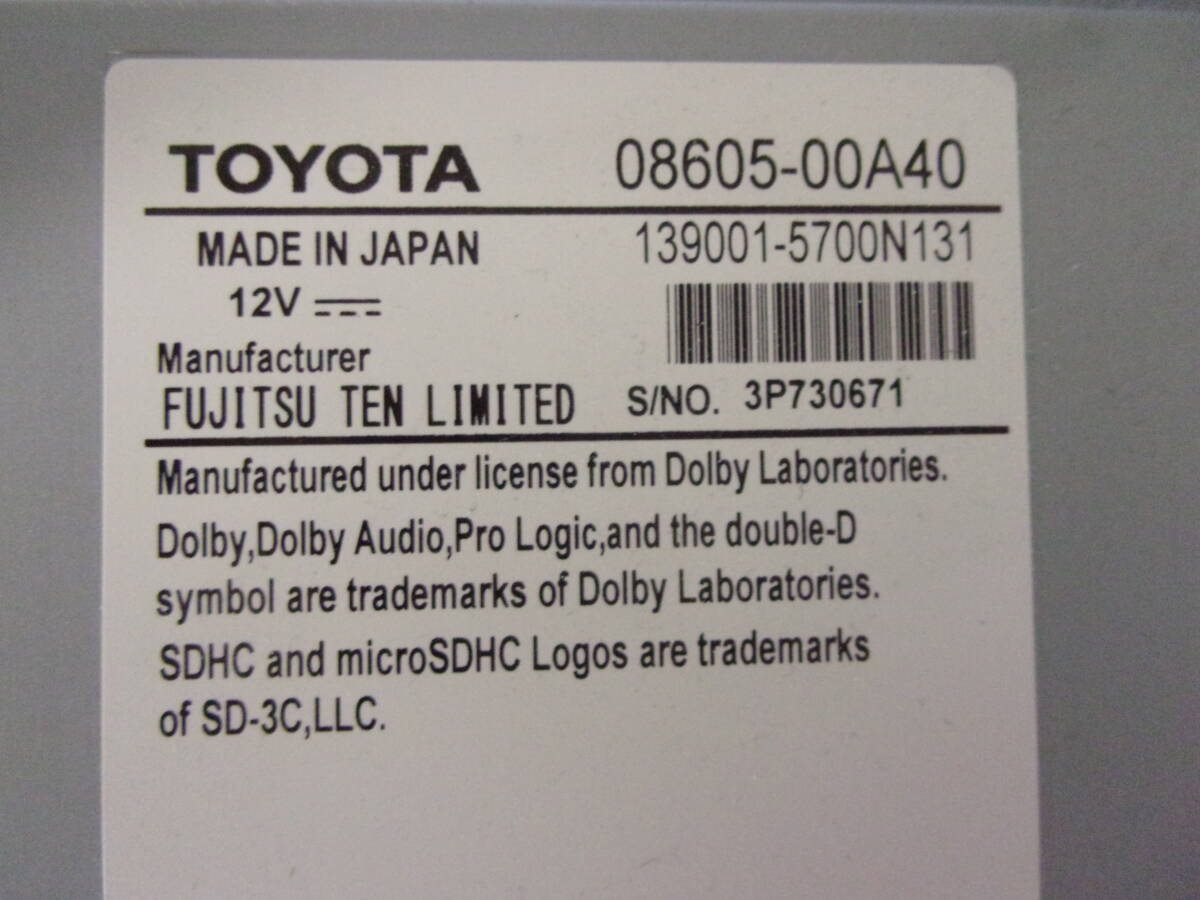 TOYOTA 08605-00A40
MADE IN JAPAN 139001-5700N131
12V
Manufacturer
FUJITSU TEN LIMITED S/NO. 3P730671
Manufactured under license from Dolby Laboratories.
Dolby,Dolby Audio,Pro Logic,and the double-D
symbol are trademarks of Dolby Laboratories.
SDHC and microSDHC Logos are trademarks
of SD-3C,LLC.